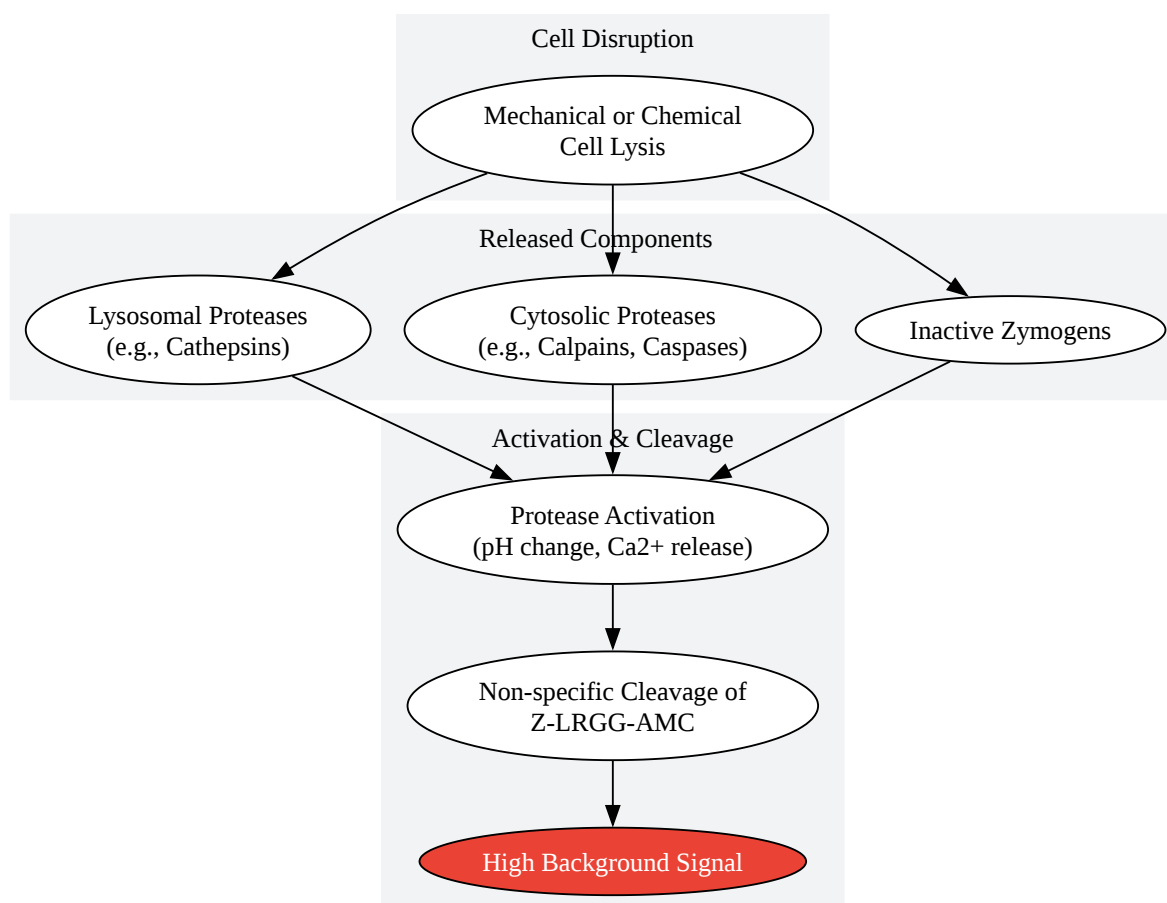 Cell Disruption
Mechanical or Chemical
Cell Lysis
Released Components
Lysosomal Proteases
(e.g., Cathepsins)
Cytosolic Proteases
(e.g., Calpains, Caspases)
Inactive Zymogens
Activation & Cleavage
Protease Activation
(pH change, Ca2+ release)
Non-specific Cleavage of
Z-LRGG-AMC
High Background Signal